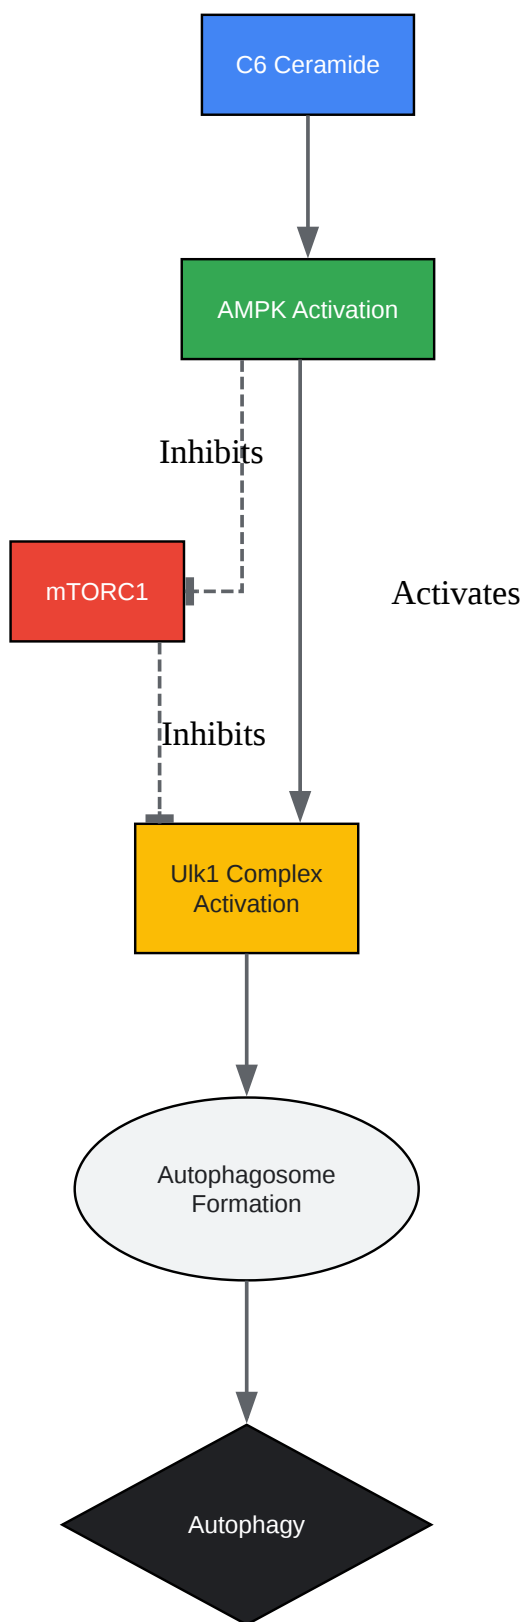 C6 Ceramide
AMPK Activation
Inhibits
mTORC1
Activates
Inhibits
Ulk1 Complex
Activation
Autophagosome
Formation
Autophagy